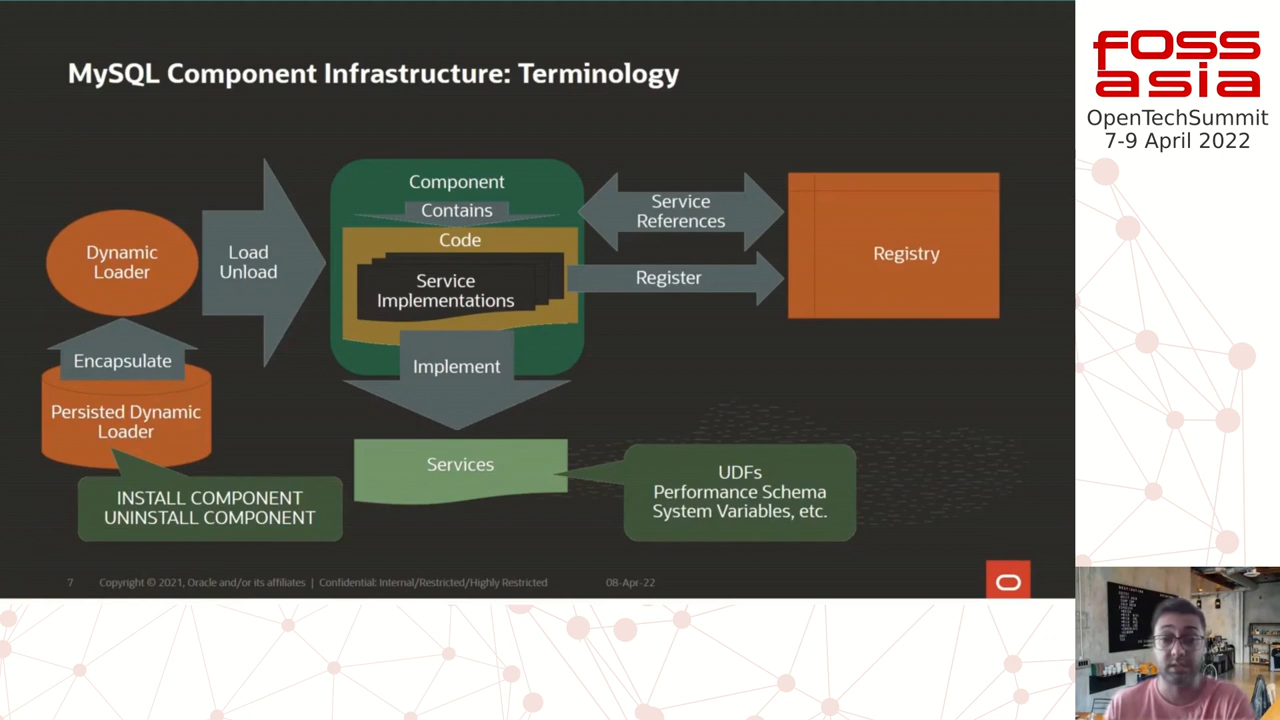 MySQL Component Infrastructure: Terminology
Dynamic
Loader
Load
Unload
Component
Contains
Code
Service
Implementations
Service
References
Register
Registry
Encapsulate
Persisted Dynamic
Loader
Implement
Services
INSTALL COMPONENT
UNINSTALL COMPONENT
UDFs
Performance Schema
System Variables, etc.
7
Copyright © 2021, Oracle and/or its affiliates | Confidential: Internal/Restricted/Highly Restricted
08-Apr-22
FOSS
asia
OpenTechSummit
7-9 April 2022